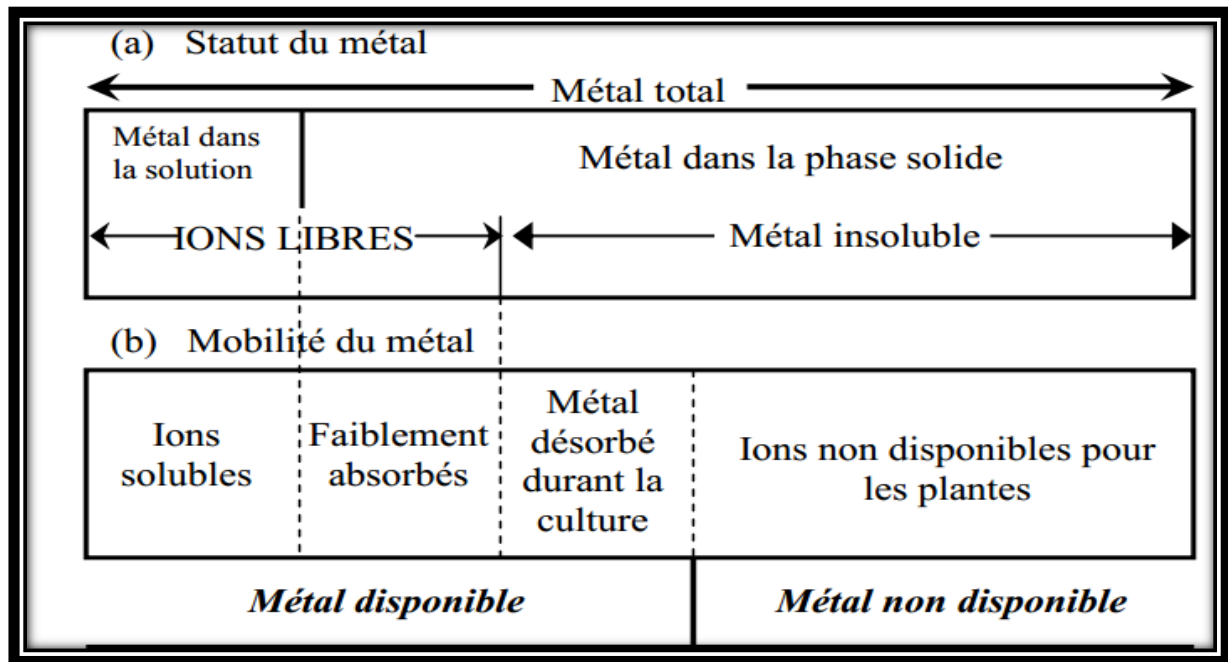 (a) Statut du métal
Métal total
Métal dans
la solution
Métal dans la phase solide
IONS LIBRES
Métal insoluble
(b) Mobilité du métal
Ions
solubles
Faiblement
absorbés
Métal
désorbé
durant la
culture
Ions non disponibles pour
les plantes
Métal disponible
Métal non disponible